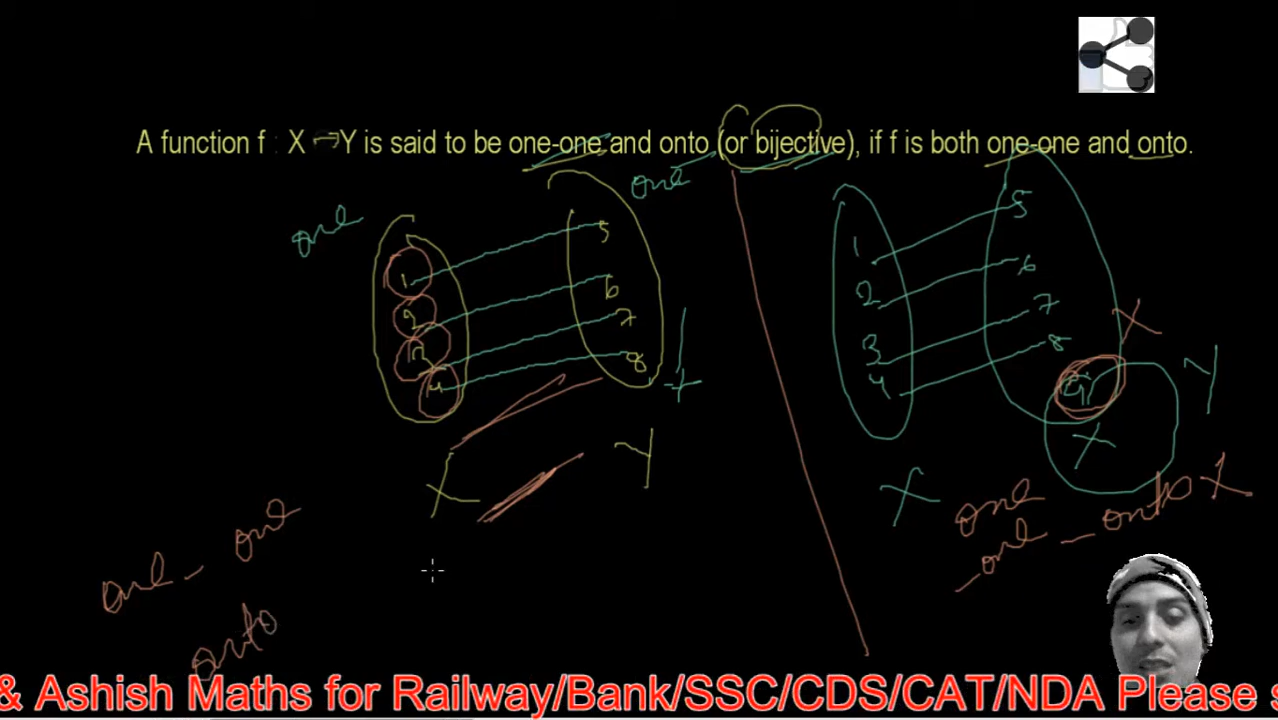 A function f : X → Y is said to be one-one and onto (or bijective), if f is both one-one and onto.
one
one
1
2
3
4
5
6
7
8
X
Y
1
2
3
4
5
6
7
8
9
X
X
Y
X
one-one
onto
one
-one-onto X
& Ashish Maths for Railway/Bank/SSC/CDS/CAT/NDA Please s